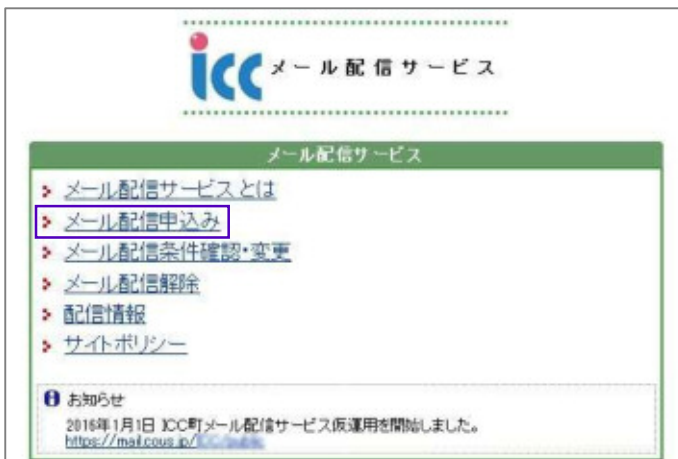 icc メール配信サービス
メール配信サービス
メール配信サービスとは
メール配信申込み
メール配信条件確認・変更
メール配信解除
配信情報
サイトポリシー
お知らせ
2016年1月1日 ICC町メール配信サービス仮運用を開始しました。
https://mail.cous.jp/